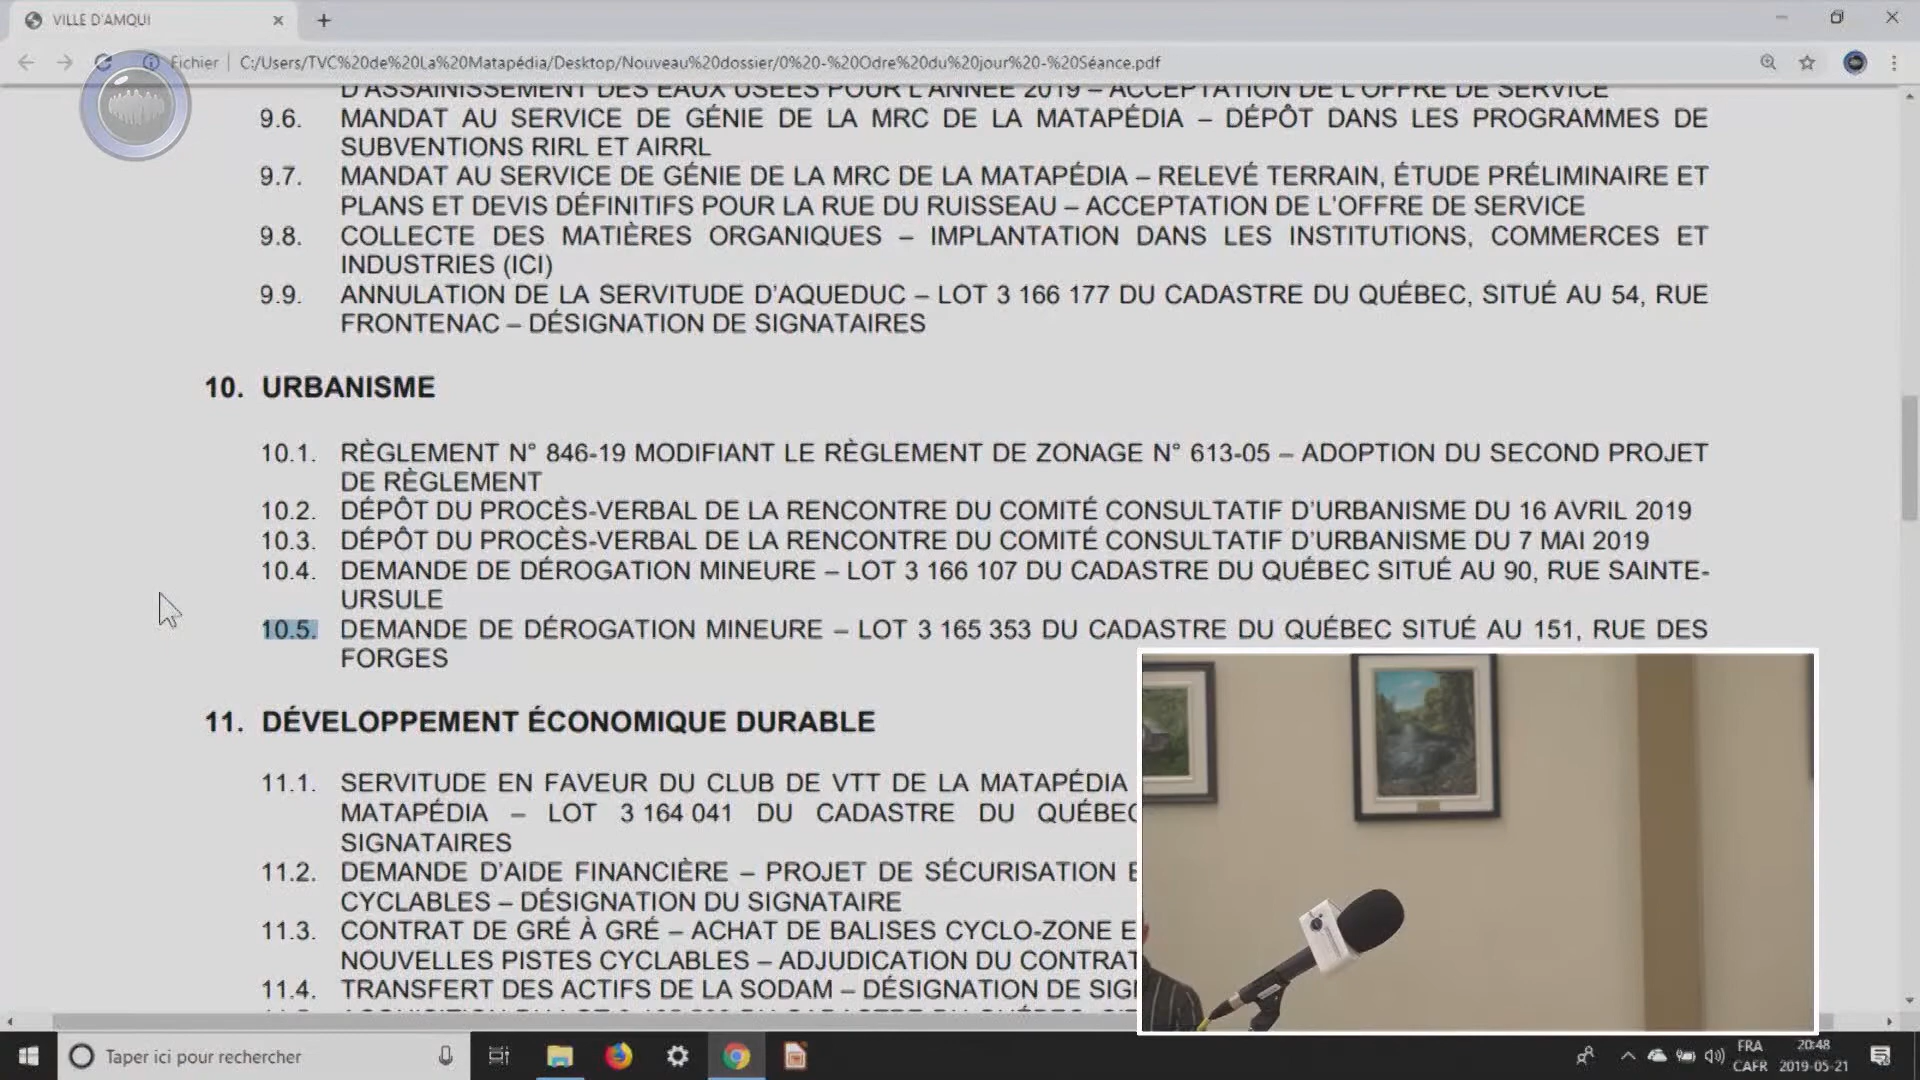 VILLE D'AMQUI
Fichier
C:/Users/TVC%20de%20La%20Matapédia/Desktop/Nouveau%20dossier/0%20-%20Odre%20du%20jour%20-%20Séance.pdf
D'ASSAINISSEMENT DES EAUX USÉES POUR L'ANNÉE 2019 – ACCEPTATION DE L'OFFRE DE SERVICE
9.6. MANDAT AU SERVICE DE GÉNIE DE LA MRC DE LA MATAPÉDIA – DÉPÔT DANS LES PROGRAMMES DE
SUBVENTIONS RIRL ET AIRRL
9.7. MANDAT AU SERVICE DE GÉNIE DE LA MRC DE LA MATAPÉDIA – RELEVÉ TERRAIN, ÉTUDE PRÉLIMINAIRE ET
PLANS ET DEVIS DÉFINITIFS POUR LA RUE DU RUISSEAU – ACCEPTATION DE L'OFFRE DE SERVICE
9.8. COLLECTE DES MATIÈRES ORGANIQUES – IMPLANTATION DANS LES INSTITUTIONS, COMMERCES ET
INDUSTRIES (ICI)
9.9. ANNULATION DE LA SERVITUDE D'AQUEDUC – LOT 3 166 177 DU CADASTRE DU QUÉBEC, SITUÉ AU 54, RUE
FRONTENAC – DÉSIGNATION DE SIGNATAIRES
10. URBANISME
10.1. RÈGLEMENT N° 846-19 MODIFIANT LE RÈGLEMENT DE ZONAGE N° 613-05 – ADOPTION DU SECOND PROJET
DE RÈGLEMENT
10.2. DÉPÔT DU PROCÈS-VERBAL DE LA RENCONTRE DU COMITÉ CONSULTATIF D'URBANISME DU 16 AVRIL 2019
10.3. DÉPÔT DU PROCÈS-VERBAL DE LA RENCONTRE DU COMITÉ CONSULTATIF D'URBANISME DU 7 MAI 2019
10.4. DEMANDE DE DÉROGATION MINEURE – LOT 3 166 107 DU CADASTRE DU QUÉBEC SITUÉ AU 90, RUE SAINTE-
URSULE
10.5. DEMANDE DE DÉROGATION MINEURE – LOT 3 165 353 DU CADASTRE DU QUÉBEC SITUÉ AU 151, RUE DES
FORGES
11. DÉVELOPPEMENT ÉCONOMIQUE DURABLE
11.1. SERVITUDE EN FAVEUR DU CLUB DE VTT DE LA MATAPÉDIA
MATAPÉDIA – LOT 3 164 041 DU CADASTRE DU QUÉBEC
SIGNATAIRES
11.2. DEMANDE D'AIDE FINANCIÈRE – PROJET DE SÉCURISATION E
CYCLABLES – DÉSIGNATION DU SIGNATAIRE
11.3. CONTRAT DE GRÉ À GRÉ – ACHAT DE BALISES CYCLO-ZONE E
NOUVELLES PISTES CYCLABLES – ADJUDICATION DU CONTRAT
11.4. TRANSFERT DES ACTIFS DE LA SODAM – DÉSIGNATION DE SIG
Taper ici pour rechercher
FRA
CAFR
20:48
2019-05-21